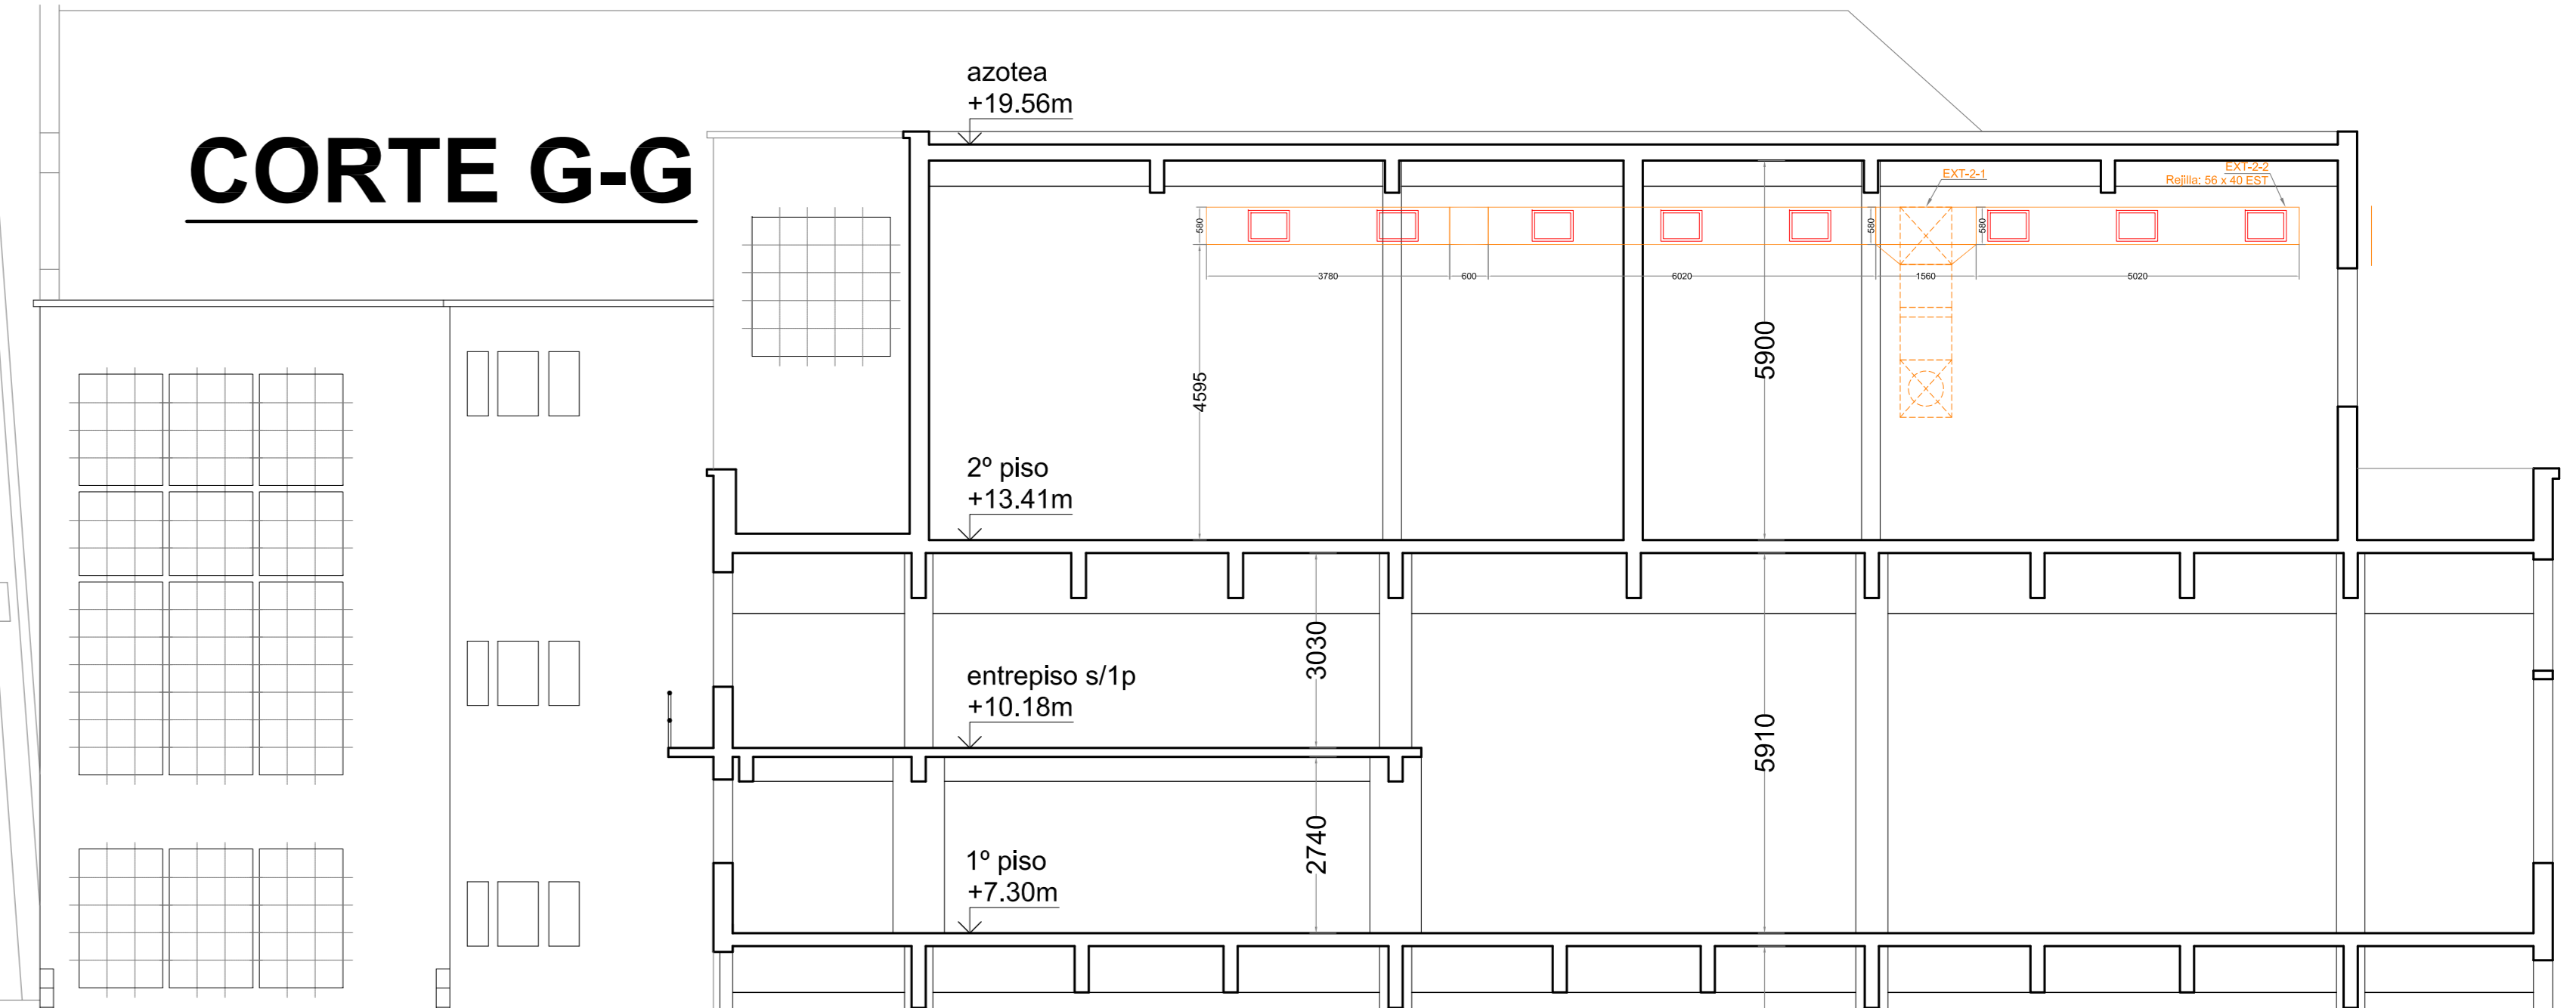 azotea
+19.56m
CORTE G-G
EXT-2-1
EXT-2-2
Rejilla: 56 x 40 EST
580
580
580
3780
600
6020
1560
5020
4595
5900
2º piso
+13.41m
3030
entrepiso s/1p
+10.18m
5910
2740
1º piso
+7.30m